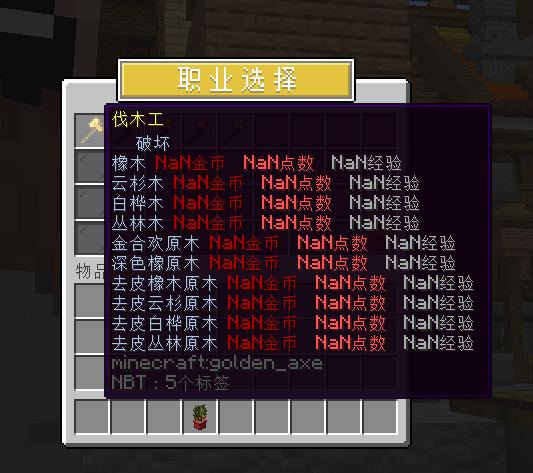 职业选择
伐木工
破坏
橡木 NaN金币 NaN点数 NaN经验
云杉木 NaN金币 NaN点数 NaN经验
白桦木 NaN金币 NaN点数 NaN经验
丛林木 NaN金币 NaN点数 NaN经验
金合欢原木 NaN金币 NaN点数 NaN经验
深色橡原木 NaN金币 NaN点数 NaN经验
去皮橡木原木 NaN金币 NaN点数 NaN经验
去皮云杉原木 NaN金币 NaN点数 NaN经验
去皮白桦原木 NaN金币 NaN点数 NaN经验
去皮丛林原木 NaN金币 NaN点数 NaN经验
minecraft:golden_axe
NBT：5个标签
物品